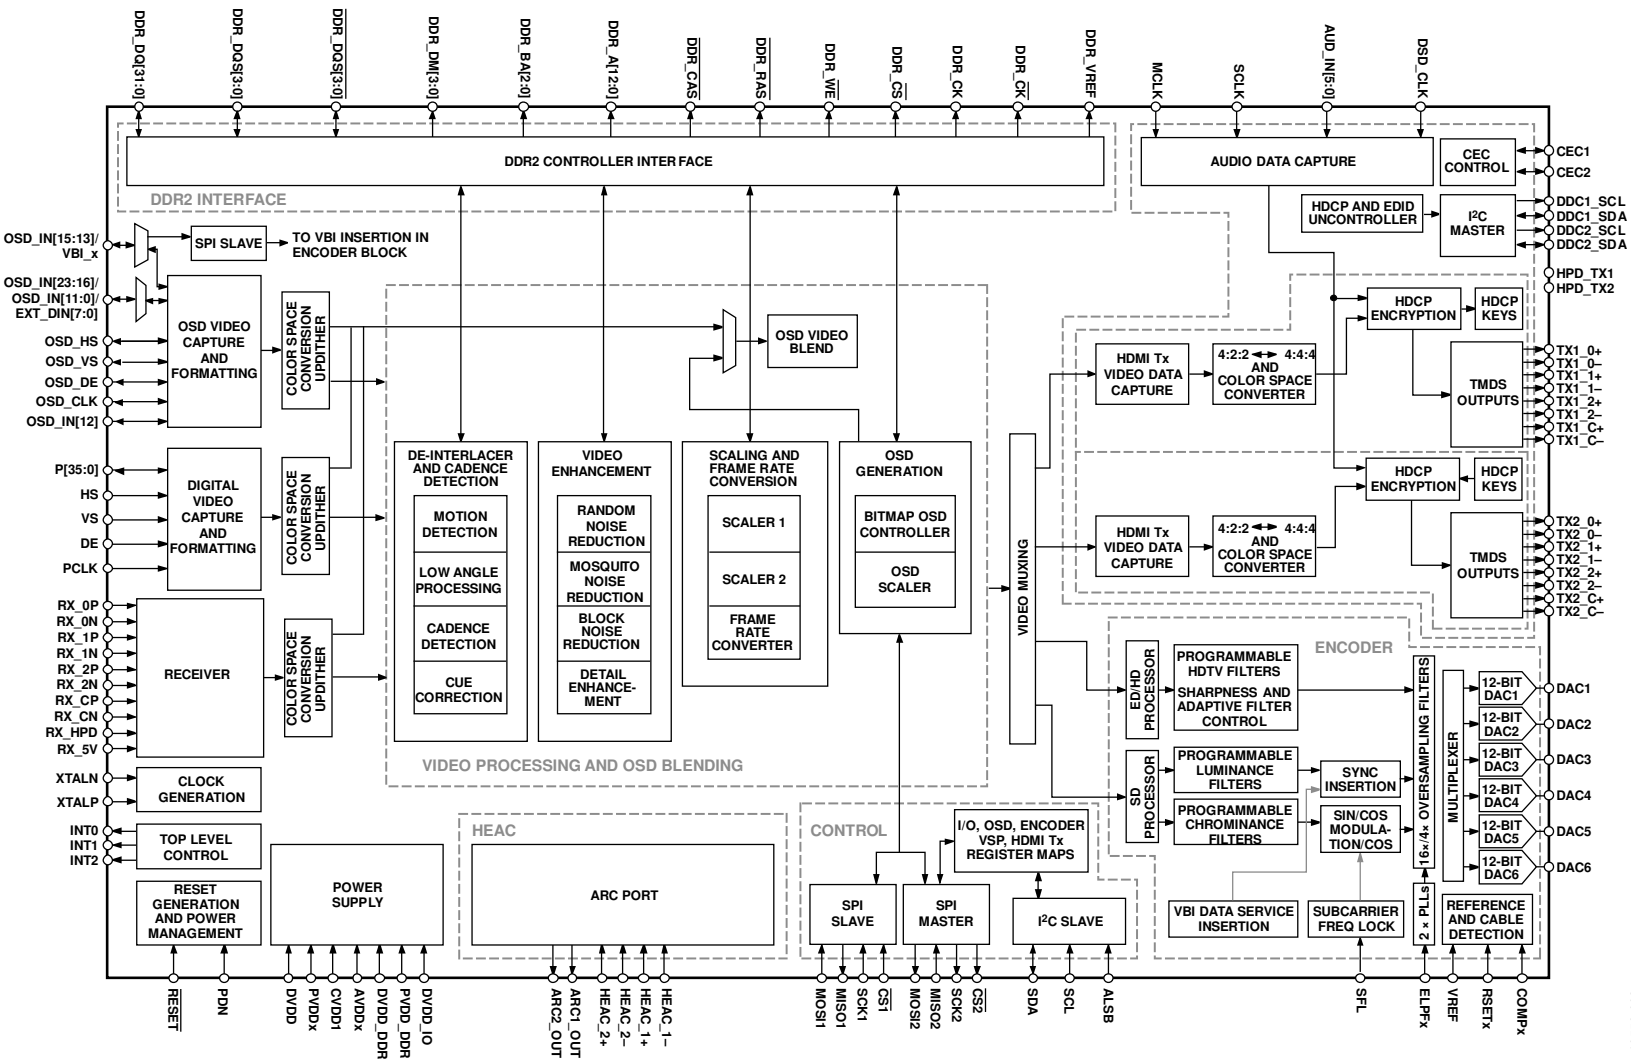 DDR_DQ[31:0]
DDR_DQS[3:0]
DDR_DQS[3:0]
DDR_DM[3:0]
DDR_BA[2:0]
DDR_A[12:0]
DDR_CAS
DDR_RAS
DDR_WE
DDR_CS
DDR_CK
DDR_CK
DDR_VREF
MCLK
SCLK
AUD_IN[5:0]
DSD_CLK
DDR2 CONTROLLER INTERFACE
DDR2 INTERFACE
AUDIO DATA CAPTURE
CEC
CONTROL
CEC1
CEC2
HDCP AND EDID
UNCONTROLLER
I2C
MASTER
DDC1_SCL
DDC1_SDA
DDC2_SCL
DDC2_SDA
HPD_TX1
HPD_TX2
OSD_IN[15:13]/
VBI_x
SPI SLAVE
TO VBI INSERTION IN
ENCODER BLOCK
OSD_IN[23:16]/
OSD_IN[11:0]/
EXT_DIN[7:0]
OSD_HS
OSD_VS
OSD_DE
OSD_CLK
OSD_IN[12]
OSD VIDEO
CAPTURE
AND
FORMATTING
COLOR SPACE
CONVERSION
UPDITHER
OSD VIDEO
BLEND
P[35:0]
HS
VS
DE
PCLK
DIGITAL
VIDEO
CAPTURE
AND
FORMATTING
COLOR SPACE
CONVERSION
UPDITHER
RX_0P
RX_0N
RX_1P
RX_1N
RX_2P
RX_2N
RX_CP
RX_CN
RX_HPD
RX_5V
RECEIVER
COLOR SPACE
CONVERSION
UPDITHER
XTALN
XTALP
CLOCK
GENERATION
INT0
INT1
INT2
TOP LEVEL
CONTROL
RESET
GENERATION
AND POWER
MANAGEMENT
POWER
SUPPLY
DE-INTERLACER
AND CADENCE
DETECTION
MOTION
DETECTION
LOW ANGLE
PROCESSING
CADENCE
DETECTION
CUE
CORRECTION
VIDEO
ENHANCEMENT
RANDOM
NOISE
REDUCTION
MOSQUITO
NOISE
REDUCTION
BLOCK
NOISE
REDUCTION
DETAIL
ENHANCE-
MENT
SCALING AND
FRAME RATE
CONVERSION
SCALER 1
SCALER 2
FRAME
RATE
CONVERTER
OSD
GENERATION
BITMAP OSD
CONTROLLER
OSD
SCALER
VIDEO PROCESSING AND OSD BLENDING
VIDEO MUXING
HDMI Tx
VIDEO DATA
CAPTURE
4:2:2 4:4:4
AND
COLOR SPACE
CONVERTER
HDCP
ENCRYPTION
HDCP
KEYS
TMDS
OUTPUTS
TX1_0+
TX1_0–
TX1_1+
TX1_1–
TX1_2+
TX1_2–
TX1_C+
TX1_C–
HDMI Tx
VIDEO DATA
CAPTURE
4:2:2 4:4:4
AND
COLOR SPACE
CONVERTER
HDCP
ENCRYPTION
HDCP
KEYS
TMDS
OUTPUTS
TX2_0+
TX2_0–
TX2_1+
TX2_1–
TX2_2+
TX2_2–
TX2_C+
TX2_C–
ENCODER
ED/HD
PROCESSOR
PROGRAMMABLE
HDTV FILTERS
SHARPNESS AND
ADAPTIVE FILTER
CONTROL
SD
PROCESSOR
PROGRAMMABLE
LUMINANCE
FILTERS
PROGRAMMABLE
CHROMINANCE
FILTERS
SYNC
INSERTION
SIN/COS
MODULA-
TION/COS
VBI DATA SERVICE
INSERTION
SUBCARRIER
FREQ LOCK
16×/4× OVERSAMPLING FILTERS
2 × PLLs
MULTIPLEXER
12-BIT
DAC1
12-BIT
DAC2
12-BIT
DAC3
12-BIT
DAC4
12-BIT
DAC5
12-BIT
DAC6
DAC1
DAC2
DAC3
DAC4
DAC5
DAC6
REFERENCE
AND CABLE
DETECTION
HEAC
ARC PORT
CONTROL
I/O, OSD, ENCODER
VSP, HDMI Tx
REGISTER MAPS
SPI
SLAVE
SPI
MASTER
I2C SLAVE
RESET
PDN
DVDD
PVDDx
CVDD1
AVDDx
DVDD_DDR
PVDD_DDR
DVDD_IO
ARC2_OUT
ARC1_OUT
HEAC_2+
HEAC_2–
HEAC_1+
HEAC_1–
MOSI1
MISO1
SCK1
CS1
MOSI2
MISO2
SCK2
CS2
SDA
SCL
ALSB
SFL
ELPFx
VREF
RSETx
COMPx